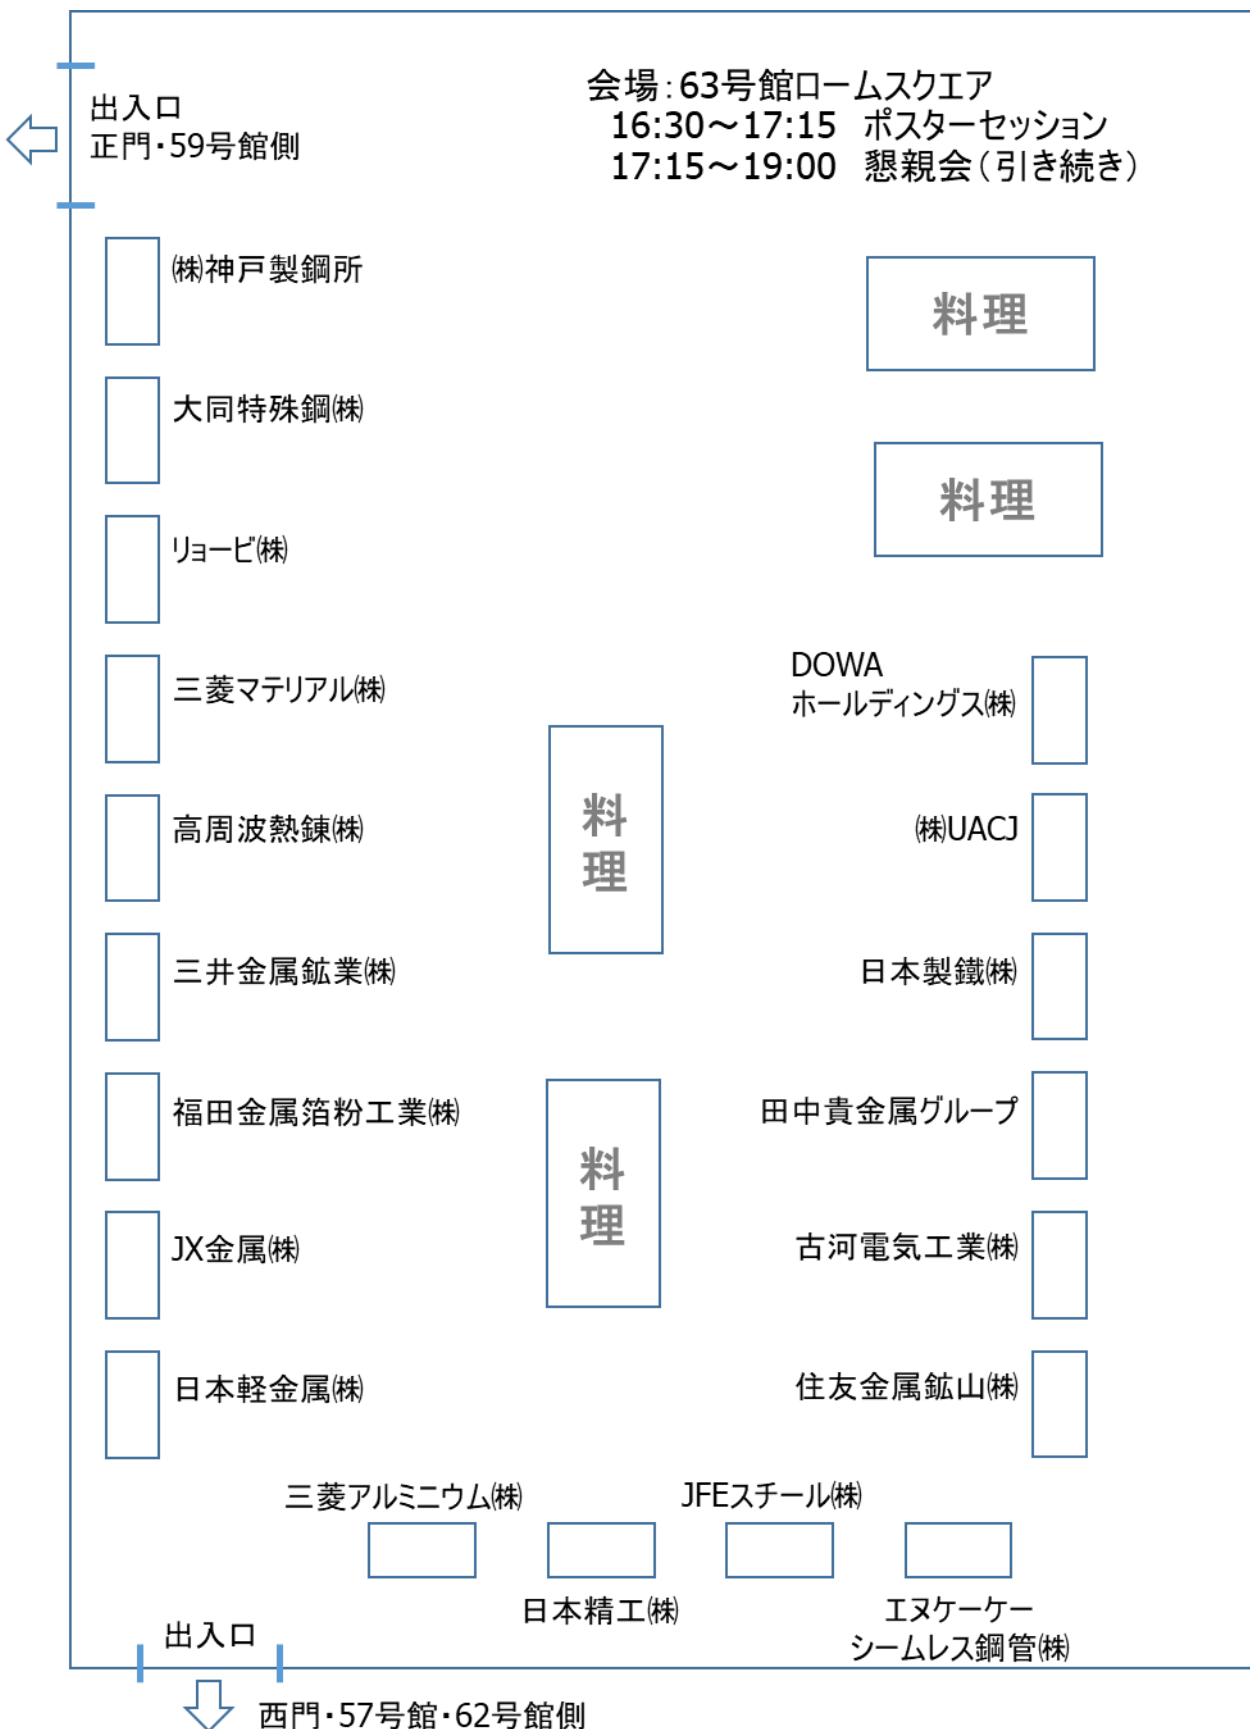 会場:63号館ロームスクエア
16:30～17:15 ポスターセッション
17:15～19:00 懇親会(引き続き)
出入口
正門・59号館側
㈱神戸製鋼所
料理
大同特殊鋼㈱
料理
リョービ㈱
三菱マテリアル㈱
DOWA
ホールディングス㈱
料
理
高周波熱錬㈱
㈱UACJ
三井金属鉱業㈱
日本製鐵㈱
福田金属箔粉工業㈱
田中貴金属グループ
料
理
JX金属㈱
古河電気工業㈱
日本軽金属㈱
住友金属鉱山㈱
三菱アルミニウム㈱
JFEスチール㈱
日本精工㈱
エヌケーケー
シームレス鋼管㈱
出入口
西門・57号館・62号館側